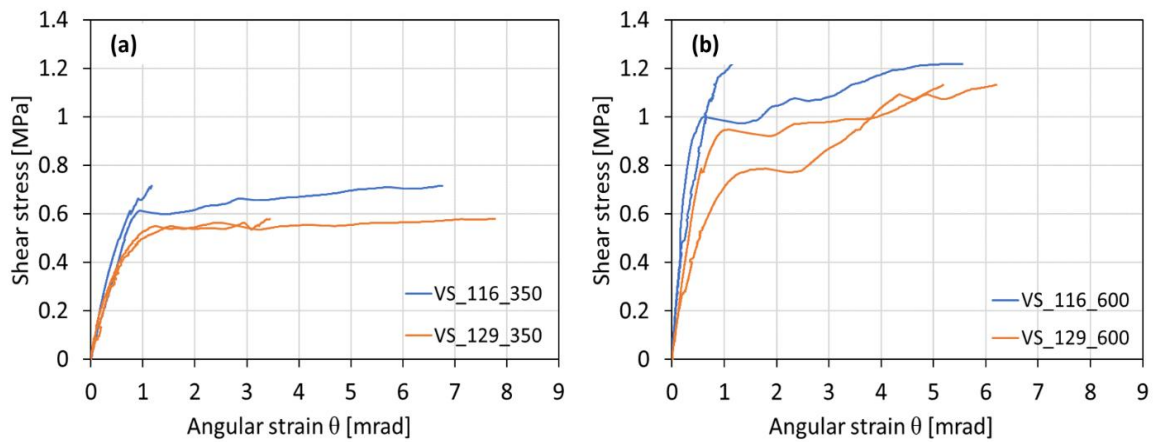 (a)
Shear stress [MPa]
1.4
1.2
1
0.8
0.6
0.4
0.2
0
0 1 2 3 4 5 6 7 8 9
Angular strain θ [mrad]
VS_116_350
VS_129_350
(b)
Shear stress [MPa]
1.4
1.2
1
0.8
0.6
0.4
0.2
0
0 1 2 3 4 5 6 7 8 9
Angular strain θ [mrad]
VS_116_600
VS_129_600